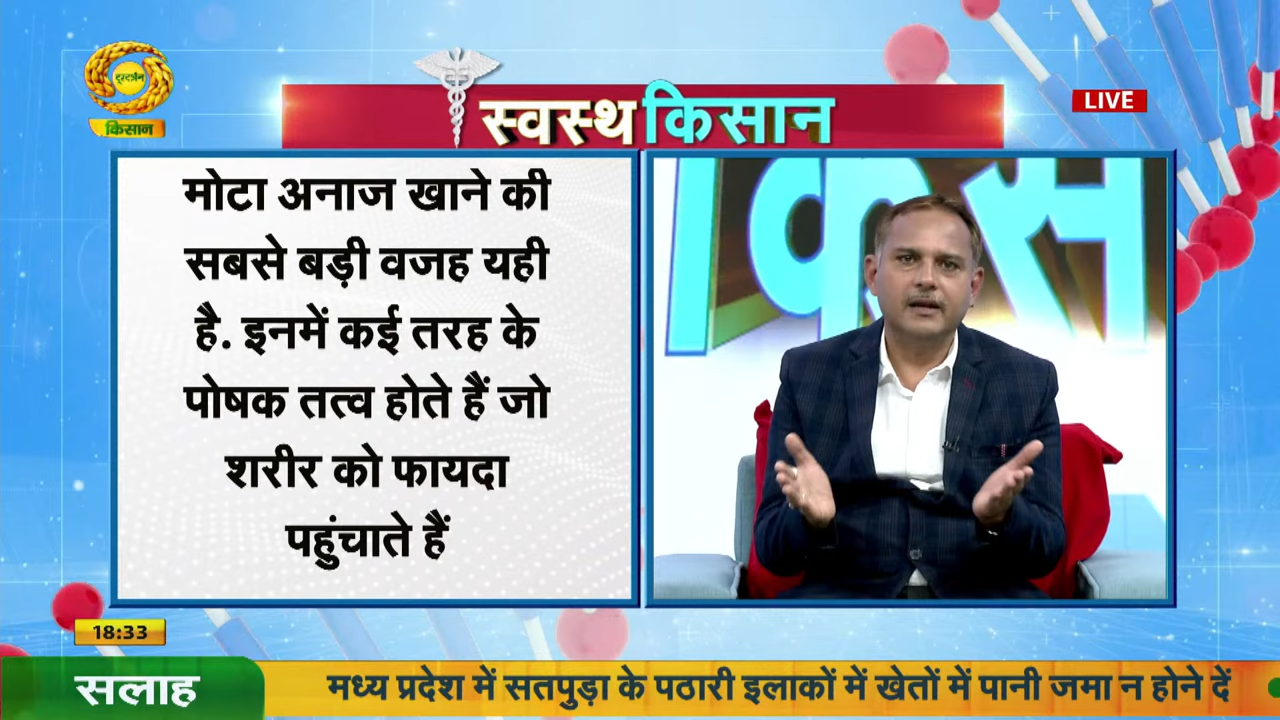 दूरदर्शन
किसान
स्वस्थ किसान
LIVE
मोटा अनाज खाने की
सबसे बड़ी वजह यही
है. इनमें कई तरह के
पोषक तत्व होते हैं जो
शरीर को फायदा
पहुंचाते हैं
किस
18:33
सलाह
मध्य प्रदेश में सतपुड़ा के पठारी इलाकों में खेतों में पानी जमा न होने दें